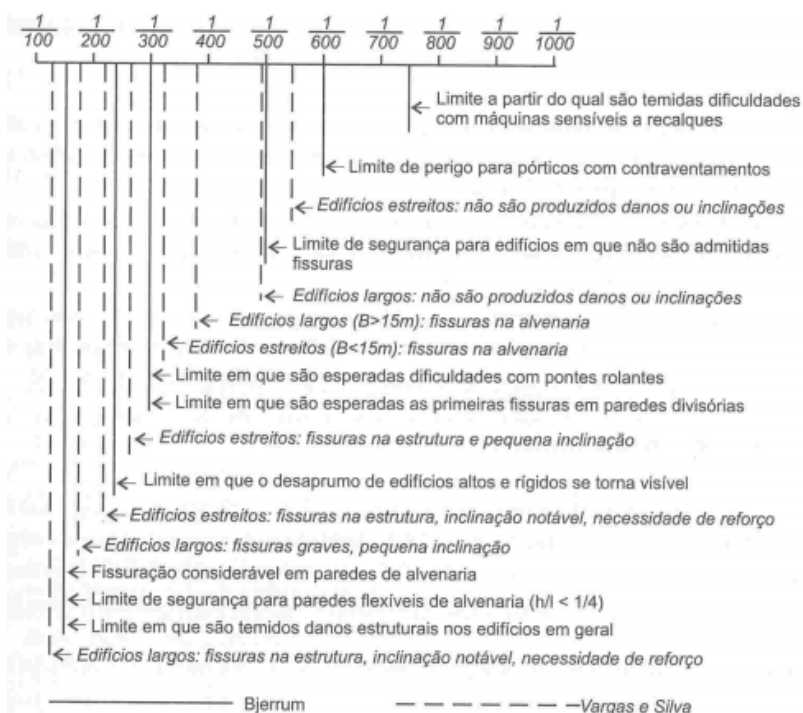 1/100 1/200 1/300 1/400 1/500 1/600 1/700 1/800 1/900 1/1000
Limite a partir do qual são temidas dificuldades
com máquinas sensíveis a recalques
Limite de perigo para pórticos com contraventamentos
Edifícios estreitos: não são produzidos danos ou inclinações
Limite de segurança para edifícios em que não são admitidas
fissuras
Edifícios largos: não são produzidos danos ou inclinações
Edifícios largos (B>15m): fissuras na alvenaria
Edifícios estreitos (B<15m): fissuras na alvenaria
Limite em que são esperadas dificuldades com pontes rolantes
Limite em que são esperadas as primeiras fissuras em paredes divisórias
Edifícios estreitos: fissuras na estrutura e pequena inclinação
Limite em que o desaprumo de edifícios altos e rígidos se torna visível
Edifícios estreitos: fissuras na estrutura, inclinação notável, necessidade de reforço
Edifícios largos: fissuras graves, pequena inclinação
Fissuração considerável em paredes de alvenaria
Limite de segurança para paredes flexíveis de alvenaria (h/l < 1/4)
Limite em que são temidos danos estruturais nos edifícios em geral
Edifícios largos: fissuras na estrutura, inclinação notável, necessidade de reforço
Bjerrum Vargas e Silva